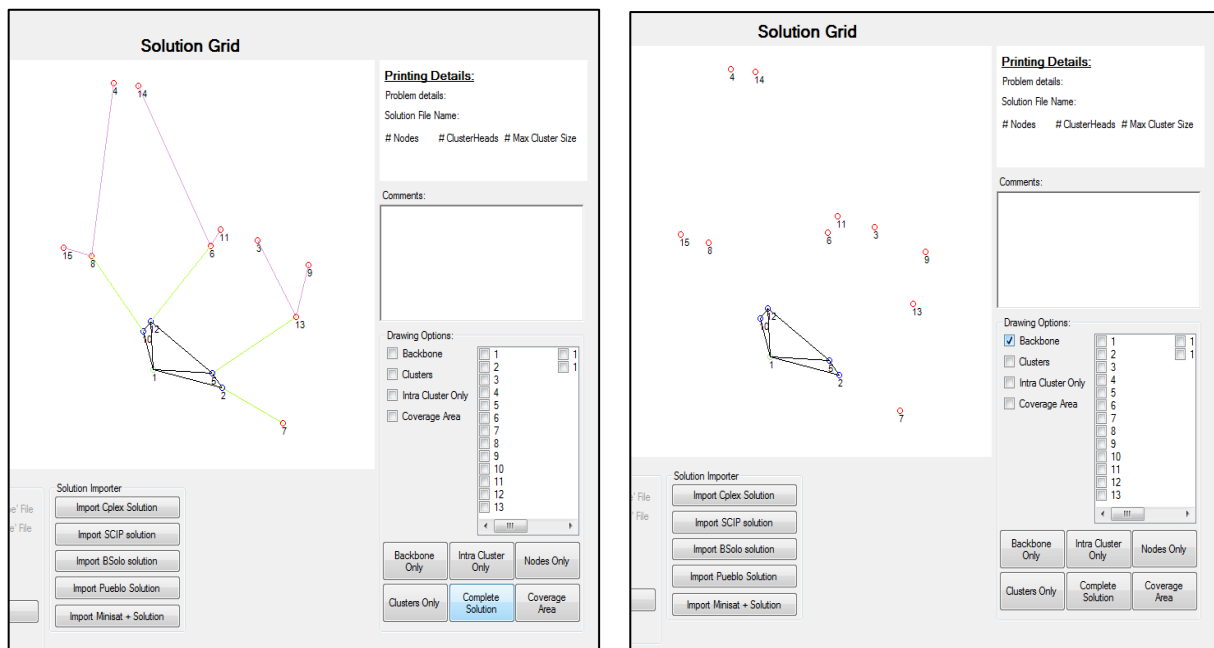 Solution Grid
4
14
11
6
3
15
8
9
13
12
10
1
5
2
7
Printing Details:
Problem details:
Solution File Name:
# Nodes # ClusterHeads # Max Cluster Size
Comments:
Drawing Options:
Backbone
Clusters
Intra Cluster Only
Coverage Area
1
2
3
4
5
6
7
8
9
10
11
12
13
1
1
File
File
Solution Importer
Import Cplex Solution
Import SCIP solution
Import BSolo solution
Import Pueblo Solution
Import Minisat + Solution
Backbone
Only
Intra Cluster
Only
Nodes Only
Clusters Only
Complete
Solution
Coverage
Area
Solution Grid
4
14
11
6
3
15
8
9
13
12
10
1
5
2
7
Printing Details:
Problem details:
Solution File Name:
# Nodes # ClusterHeads # Max Cluster Size
Comments:
Drawing Options:
Backbone
Clusters
Intra Cluster Only
Coverage Area
1
2
3
4
5
6
7
8
9
10
11
12
13
1
1
File
File
Solution Importer
Import Cplex Solution
Import SCIP solution
Import BSolo solution
Import Pueblo Solution
Import Minisat + Solution
Backbone
Only
Intra Cluster
Only
Nodes Only
Clusters Only
Complete
Solution
Coverage
Area